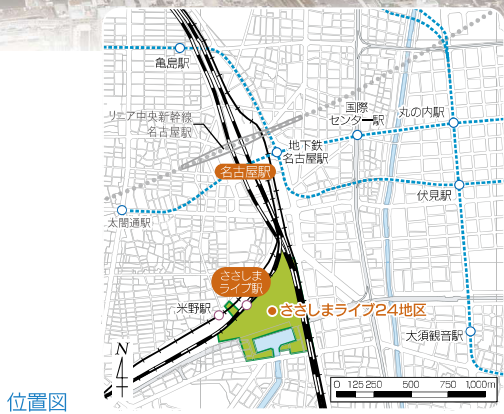 亀島駅
リニア中央新幹線
名古屋駅
国際
センター駅
丸の内駅
地下鉄
名古屋駅
名古屋駅
伏見駅
太閤通駅
ささしま
ライブ駅
米野駅
ささしまライブ24地区
大須観音駅
N
4
0 125 250 500 750 1,000m
位置図